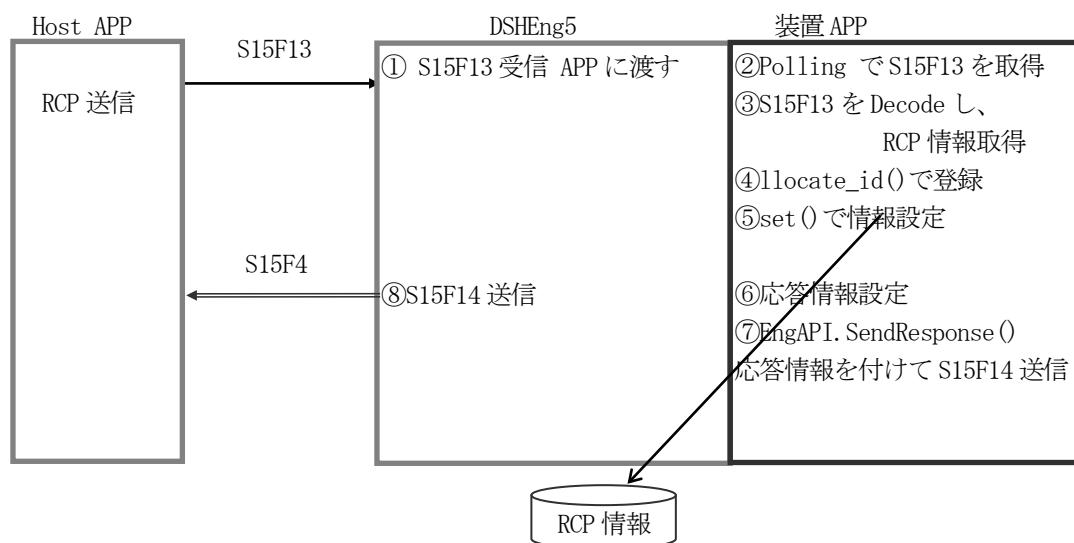 Host APP
DSHEng5
装置 APP
S15F13
RCP 送信
① S15F13 受信 APP に渡す
②Polling で S15F13 を取得
③S15F13 を Decode し、
RCP 情報取得
④llocate_id()で登録
⑤set()で情報設定
S15F4
⑧S15F14 送信
⑥応答情報設定
⑦EngAPI.SendResponse()
応答情報を付けて S15F14 送信
RCP 情報